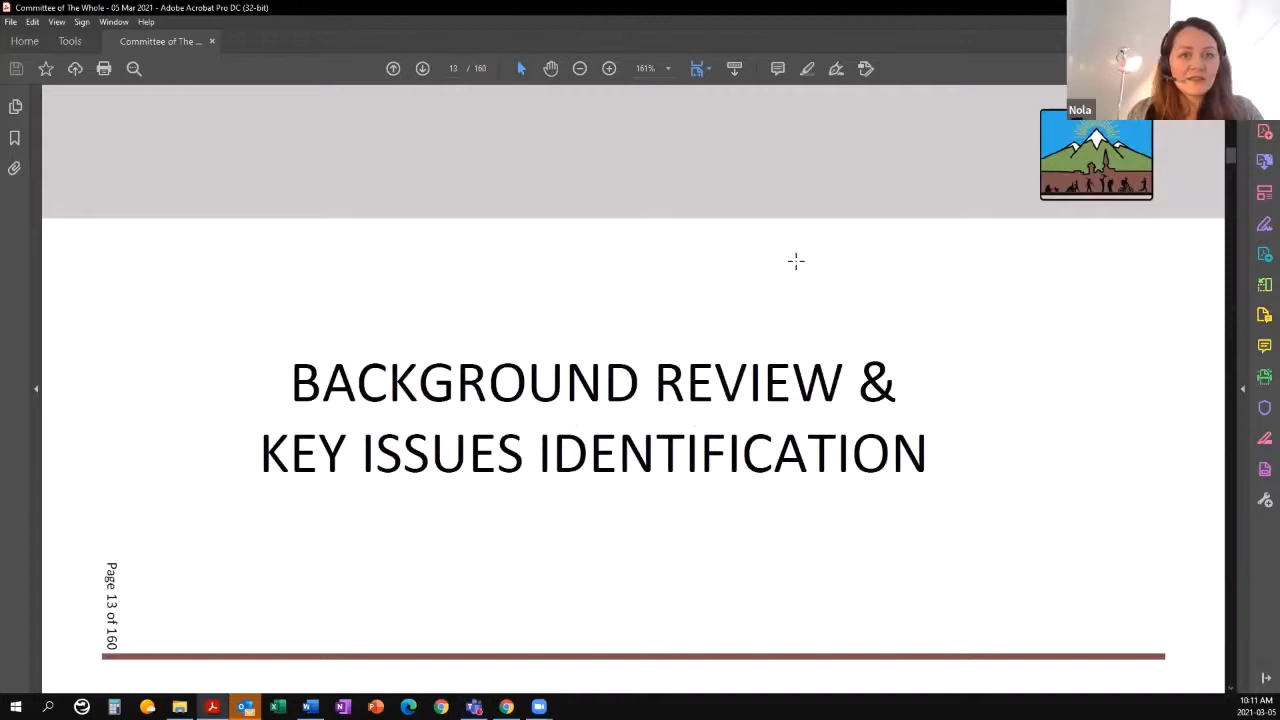 Committee of The Whole - 05 Mar 2021 - Adobe Acrobat Pro DC (32-bit)
File Edit View Sign Window Help
Home Tools Committee of The ... ×
13 / 160 161%
Nola
BACKGROUND REVIEW &
KEY ISSUES IDENTIFICATION
Page 13 of 160
10:11 AM
2021-03-05